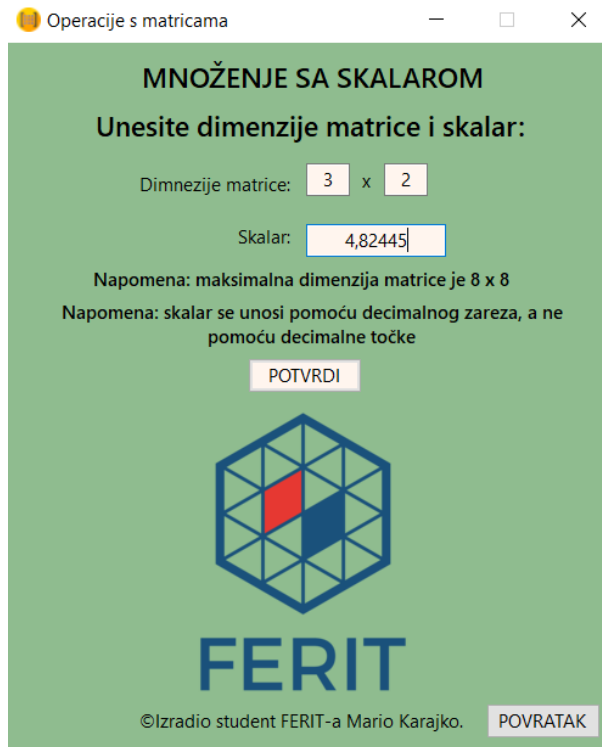 Operacije s matricama
MNOŽENJE SA SKALAROM
Unesite dimenzije matrice i skalar:
Dimnezije matrice: 3 x 2
Skalar: 4,82445
Napomena: maksimalna dimenzija matrice je 8 x 8
Napomena: skalar se unosi pomoću decimalnog zareza, a ne
pomoću decimalne točke
POTVRDI
FERIT
©Izradio student FERIT-a Mario Karajko. POVRATAK